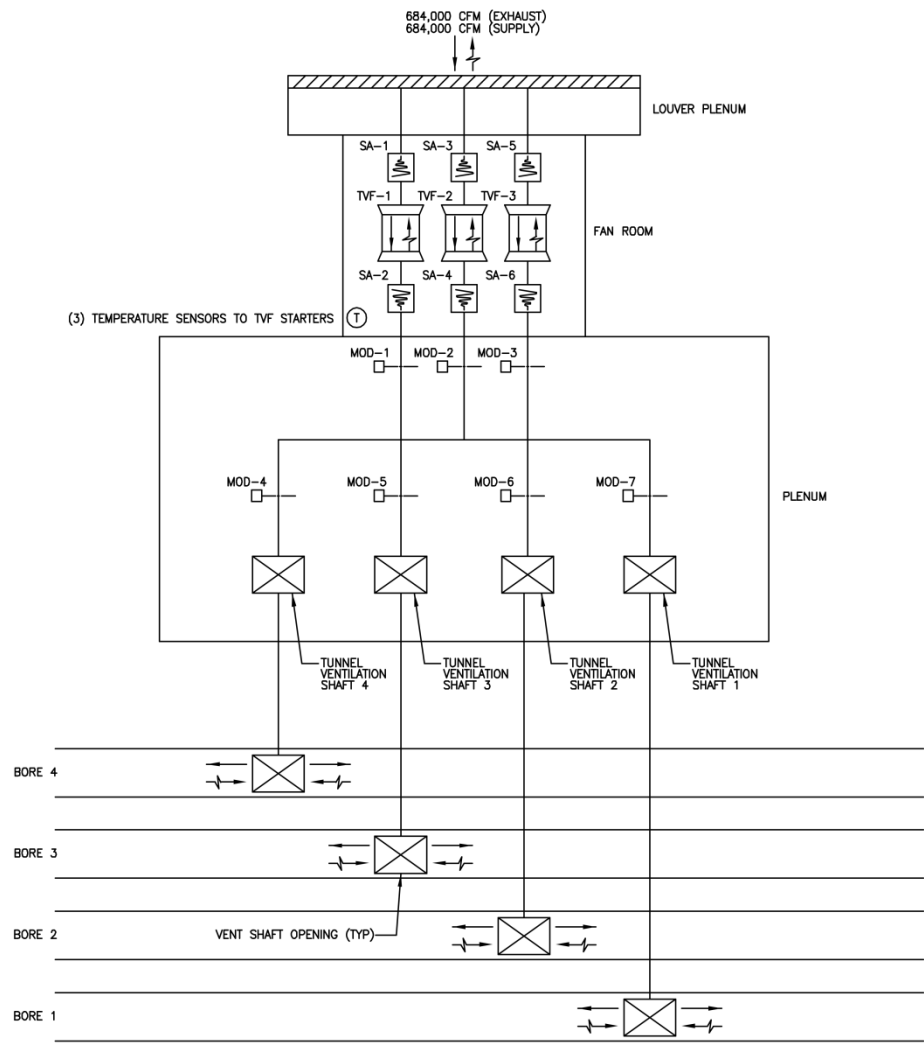 684,000 CFM (EXHAUST)
684,000 CFM (SUPPLY)
LOUVER PLENUM
SA-1
SA-3
SA-5
TVF-1
TVF-2
TVF-3
FAN ROOM
SA-2
SA-4
SA-6
(3) TEMPERATURE SENSORS TO TVF STARTERS
T
MOD-1
MOD-2
MOD-3
MOD-4
MOD-5
MOD-6
MOD-7
PLENUM
TUNNEL
VENTILATION
SHAFT 4
TUNNEL
VENTILATION
SHAFT 3
TUNNEL
VENTILATION
SHAFT 2
TUNNEL
VENTILATION
SHAFT 1
BORE 4
BORE 3
VENT SHAFT OPENING (TYP)
BORE 2
BORE 1